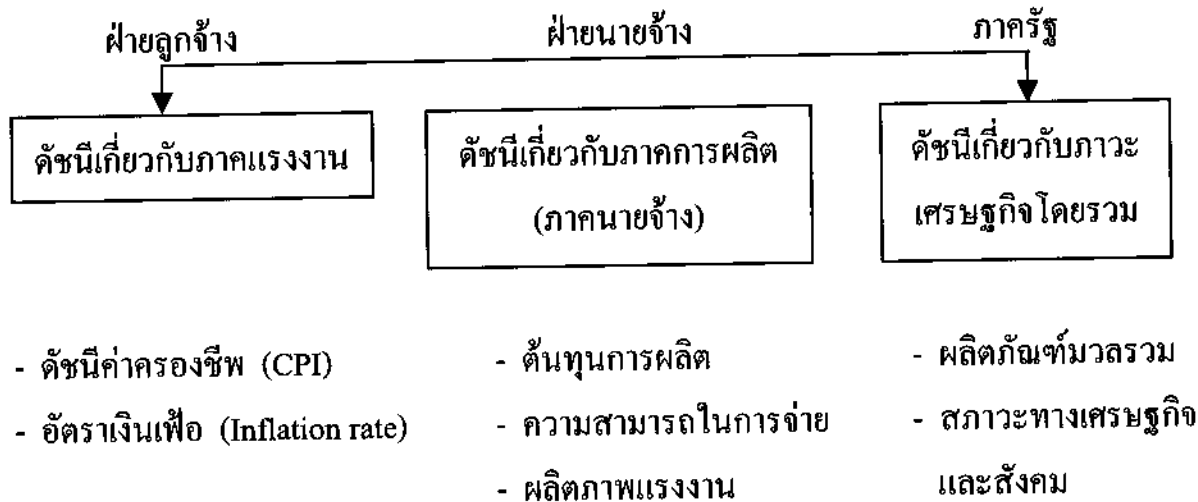 ฝ่ายลูกจ้าง
ฝ่ายนายจ้าง
ภาครัฐ
ดัชนีเกี่ยวกับภาคแรงงาน
ดัชนีเกี่ยวกับภาคการผลิต
(ภาคนายจ้าง)
ดัชนีเกี่ยวกับภาวะ
เศรษฐกิจโดยรวม
- ดัชนีค่าครองชีพ (CPI)
- อัตราเงินเฟ้อ (Inflation rate)
- ต้นทุนการผลิต
- ความสามารถในการจ่าย
- ผลิตภาพแรงงาน
- ผลิตภัณฑ์มวลรวม
- สภาวะทางเศรษฐกิจ
และสังคม